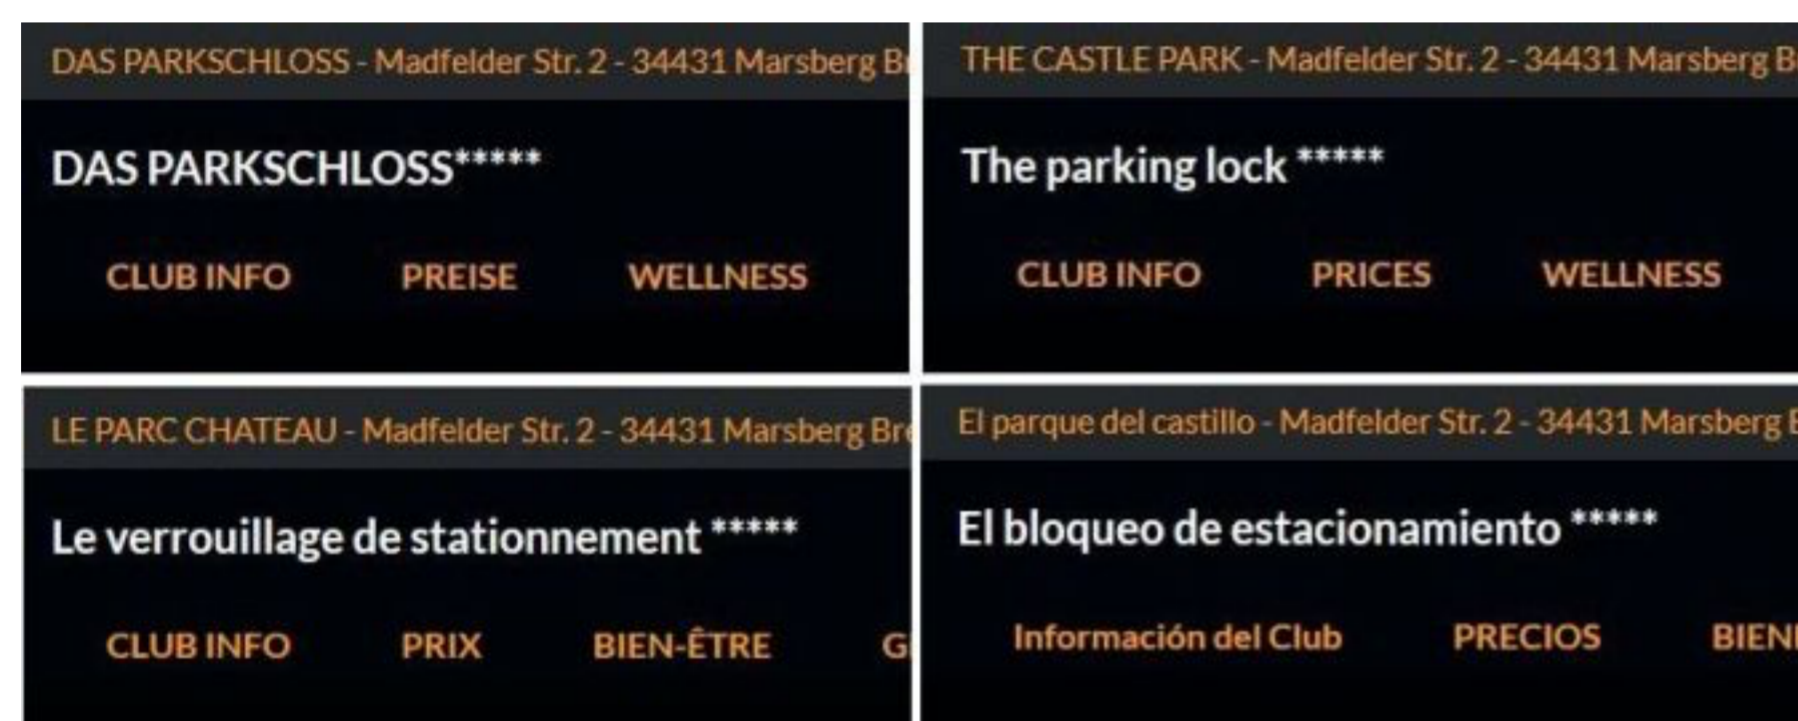 DAS PARKSCHLOSS - Madfelder Str. 2 - 34431 Marsberg
DAS PARKSCHLOSS*****
CLUB INFO PREISE WELLNESS
THE CASTLE PARK - Madfelder Str. 2 - 34431 Marsberg
The parking lock *****
CLUB INFO PRICES WELLNESS
LE PARC CHATEAU - Madfelder Str. 2 - 34431 Marsberg
Le verrouillage de stationnement *****
CLUB INFO PRIX BIEN-ÊTRE
El parque del castillo - Madfelder Str. 2 - 34431 Marsberg
El bloqueo de estacionamiento *****
Información del Club PRECIOS